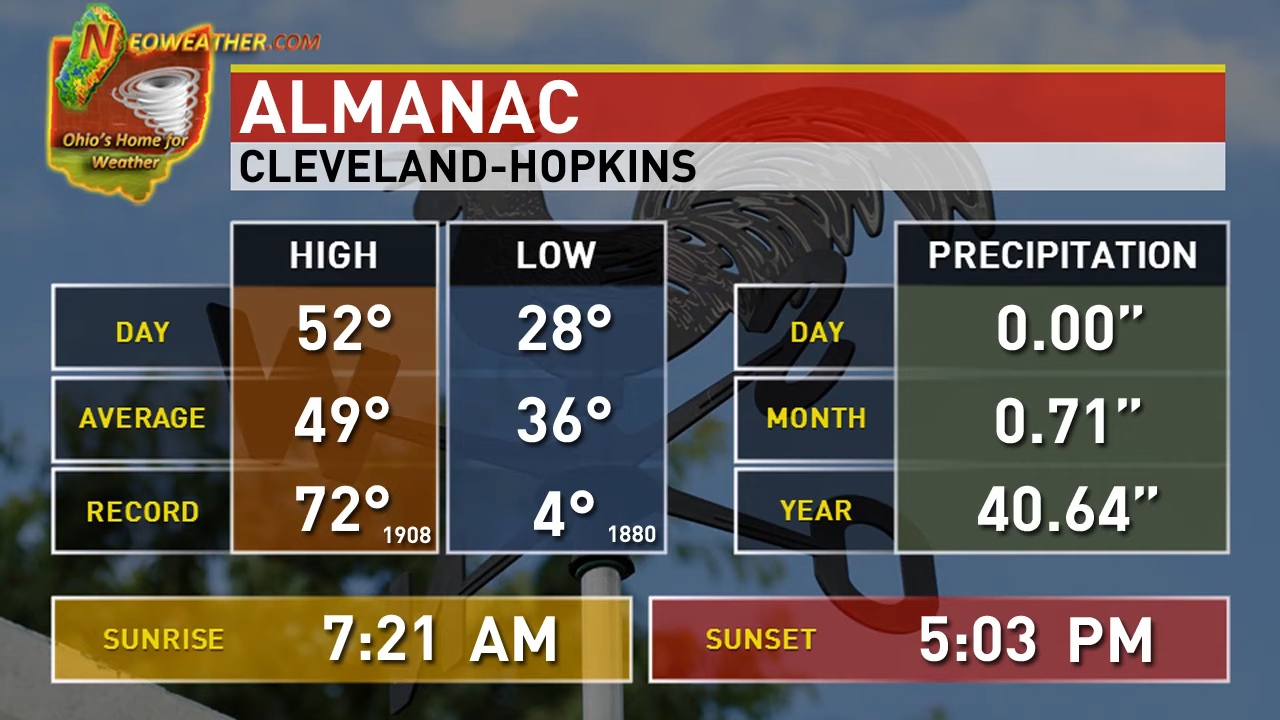 NEOWEATHER.COM
Ohio's Home for
Weather
ALMANAC
CLEVELAND-HOPKINS
HIGH LOW PRECIPITATION
DAY 52° 28° DAY 0.00”
AVERAGE 49° 36° MONTH 0.71”
RECORD 72° 1908 4° 1880 YEAR 40.64”
SUNRISE 7:21 AM SUNSET 5:03 PM